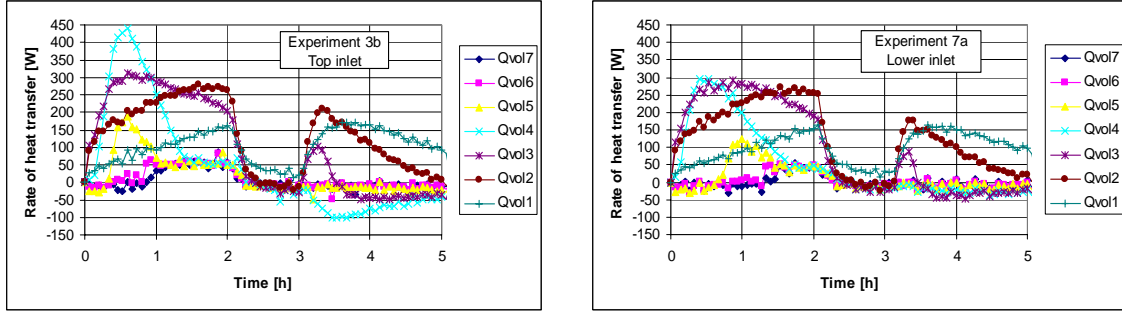 450
400
350
300
250
200
150
100
50
0
-50
-100
-150
Rate of heat transfer [W]
Experiment 3b
Top inlet
0 1 2 3 4 5
Time [h]
Qvol7
Qvol6
Qvol5
Qvol4
Qvol3
Qvol2
Qvol1
450
400
350
300
250
200
150
100
50
0
-50
-100
-150
Rate of heat transfer [W]
Experiment 7a
Lower inlet
0 1 2 3 4 5
Time [h]
Qvol7
Qvol6
Qvol5
Qvol4
Qvol3
Qvol2
Qvol1